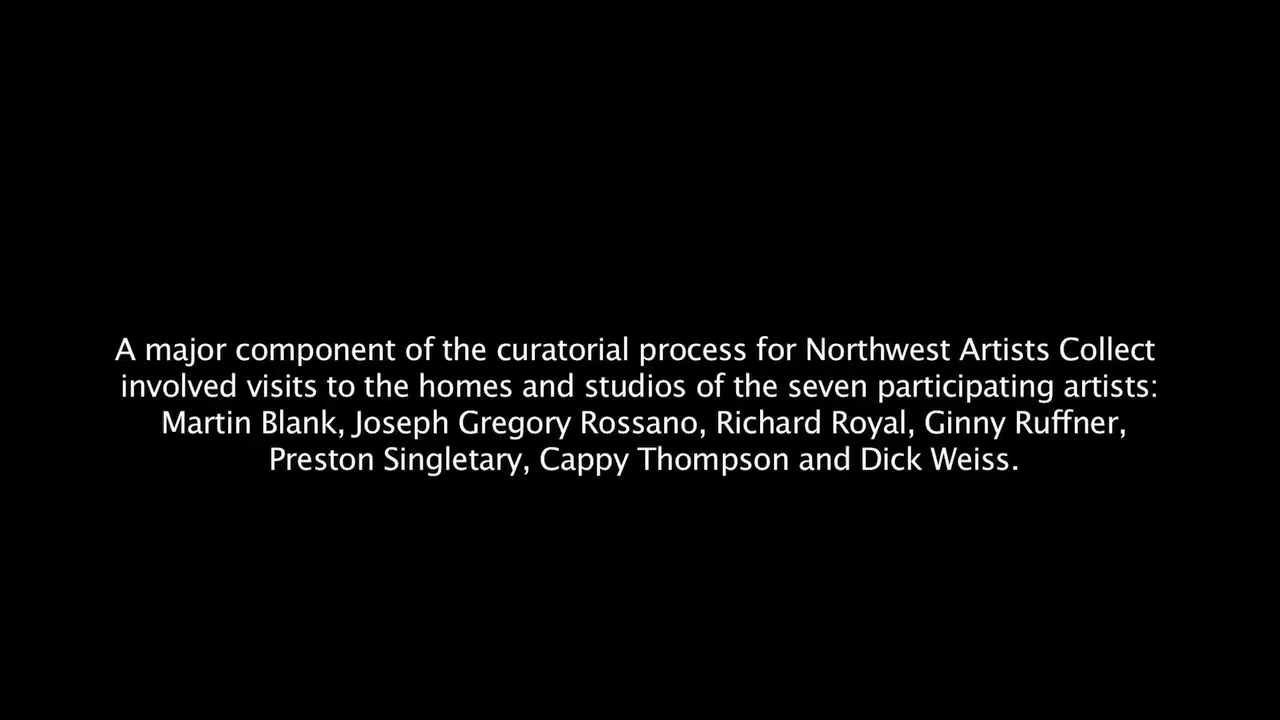 A major component of the curatorial process for Northwest Artists Collect
involved visits to the homes and studios of the seven participating artists:
Martin Blank, Joseph Gregory Rossano, Richard Royal, Ginny Ruffner,
Preston Singletary, Cappy Thompson and Dick Weiss.